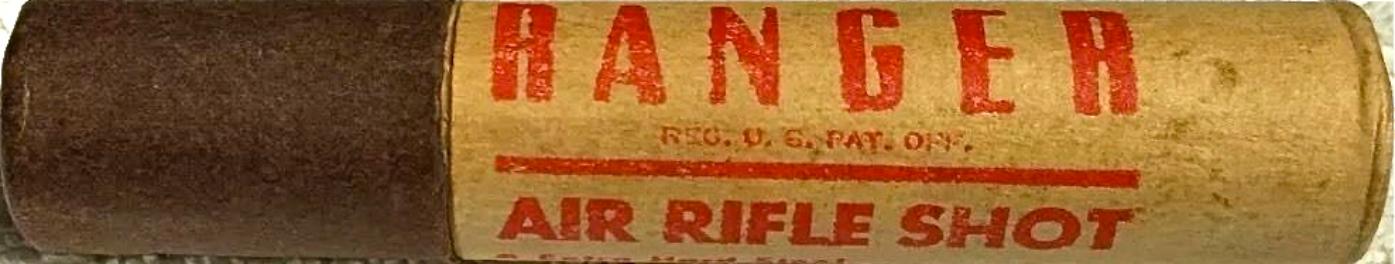 RANGER
REG. U. S. PAT. OFF.
AIR RIFLE SHOT